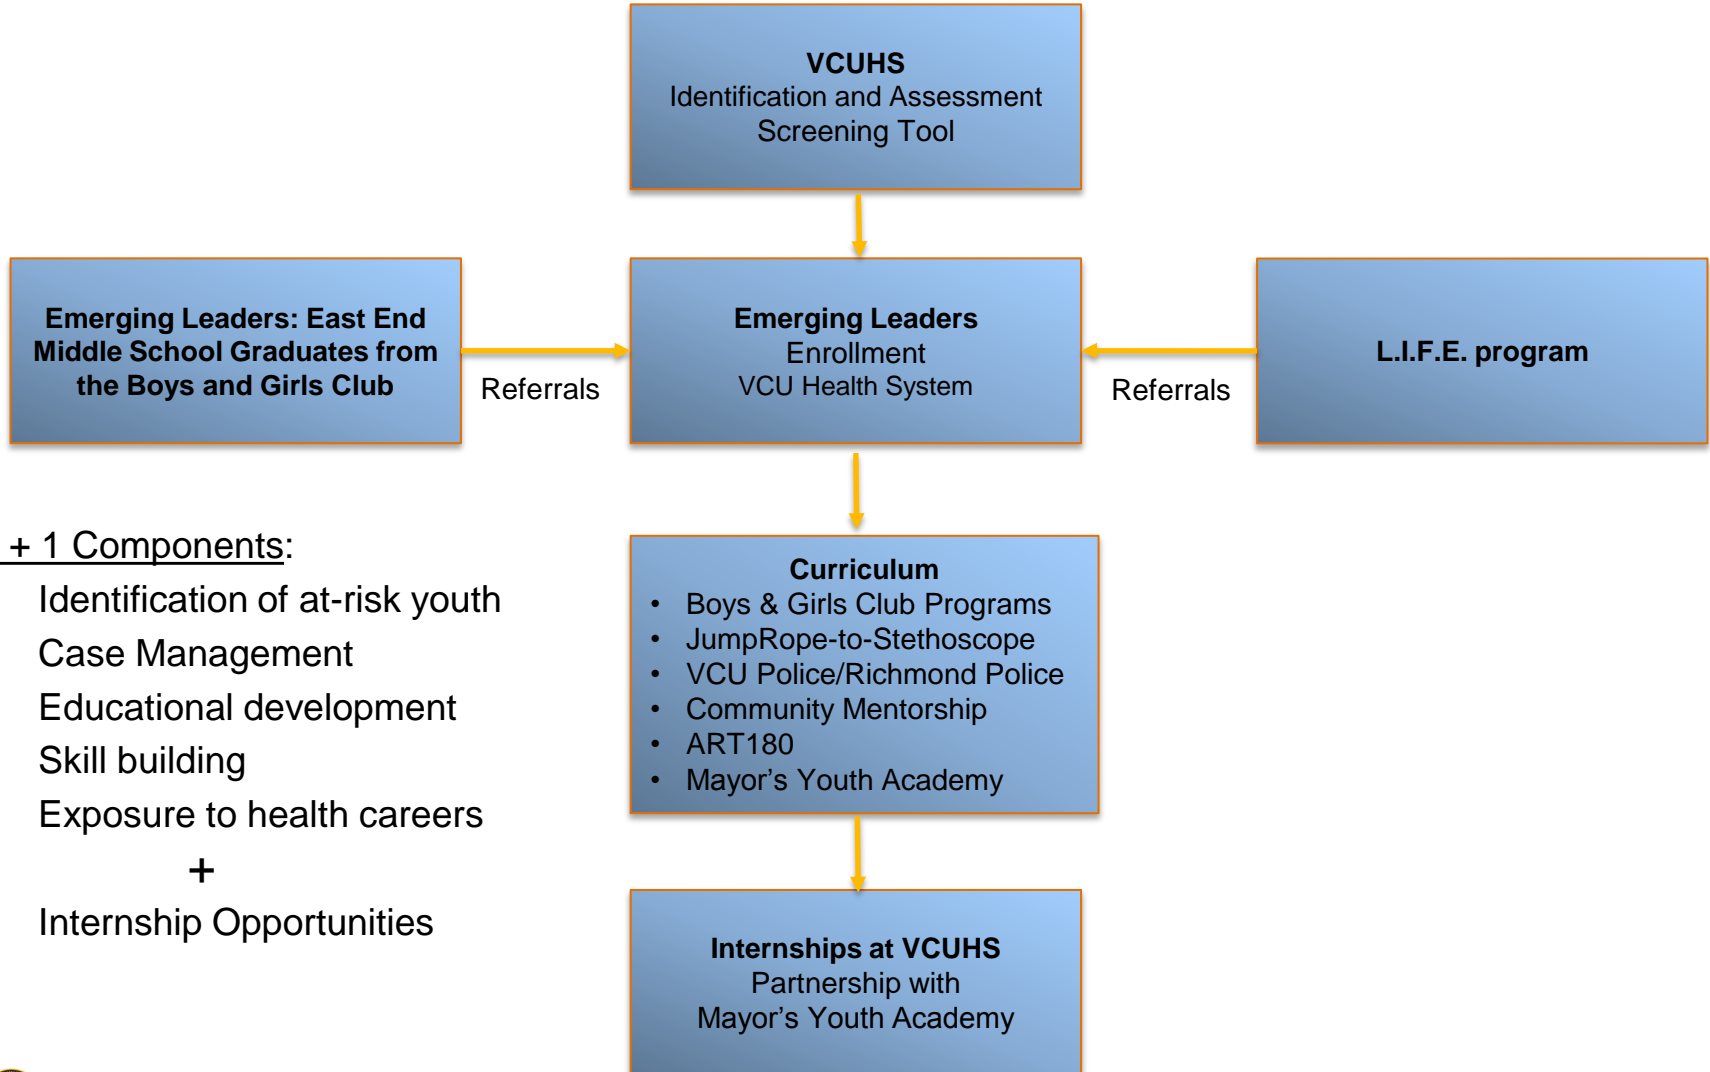 VCUHS
Identification and Assessment
Screening Tool
Emerging Leaders: East End
Middle School Graduates from
the Boys and Girls Club
Referrals
Emerging Leaders
Enrollment
VCU Health System
Referrals
L.I.F.E. program
+ 1 Components:
Identification of at-risk youth
Case Management
Educational development
Skill building
Exposure to health careers
+
Internship Opportunities
Curriculum
• Boys & Girls Club Programs
• JumpRope-to-Stethoscope
• VCU Police/Richmond Police
• Community Mentorship
• ART180
• Mayor’s Youth Academy
Internships at VCUHS
Partnership with
Mayor’s Youth Academy